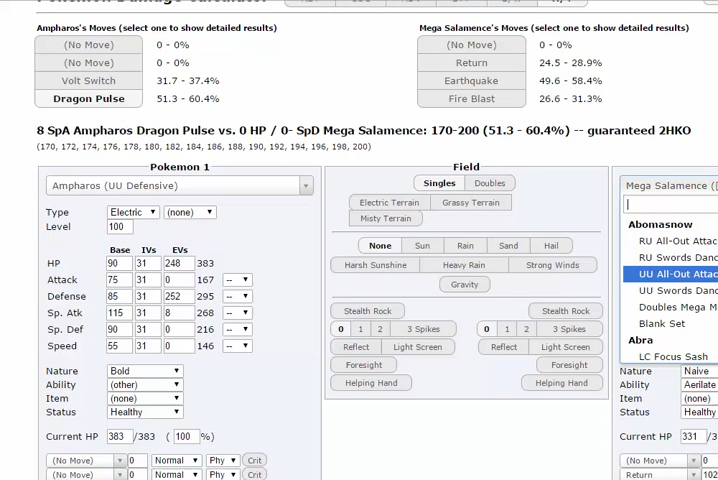 Ampharos's Moves (select one to show detailed results)
(No Move) 0 - 0%
(No Move) 0 - 0%
Volt Switch 31.7 - 37.4%
Dragon Pulse 51.3 - 60.4%
Mega Salamence's Moves (select one to show detailed results)
(No Move) 0 - 0%
Return 24.5 - 28.9%
Earthquake 49.6 - 58.4%
Fire Blast 26.6 - 31.3%
8 SpA Ampharos Dragon Pulse vs. 0 HP / 0- SpD Mega Salamence: 170-200 (51.3 - 60.4%) -- guaranteed 2HKO
(170, 172, 174, 176, 178, 180, 182, 184, 186, 188, 190, 192, 194, 196, 198, 200)
Pokemon 1
Ampharos (UU Defensive)
Type Electric (none)
Level 100
Base IVs EVs
HP 90 31 248 383
Attack 75 31 0 167 --
Defense 85 31 252 295 --
Sp. Atk 115 31 8 268 --
Sp. Def 90 31 0 216 --
Speed 55 31 0 146 --
Nature Bold
Ability (other)
Item (none)
Status Healthy
Current HP 383 /383 ( 100 %)
(No Move) 0 Normal Phy Crit
(No Move) 0 Normal Phy Crit
Field
Singles Doubles
Electric Terrain Grassy Terrain
Misty Terrain
None Sun Rain Sand Hail
Harsh Sunshine Heavy Rain Strong Winds
Gravity
Stealth Rock Stealth Rock
0 1 2 3 Spikes 0 1 2 3 Spikes
Reflect Light Screen Reflect Light Screen
Foresight Foresight
Helping Hand Helping Hand
Mega Salamence
Abomasnow
RU All-Out Attac
RU Swords Danc
UU All-Out Attac
UU Swords Danc
Doubles Mega M
Blank Set
Abra
LC Focus Sash
Nature Naive
Ability Aerilate
Item (none)
Status Healthy
Current HP 331 /3
(No Move) 0
Return 102